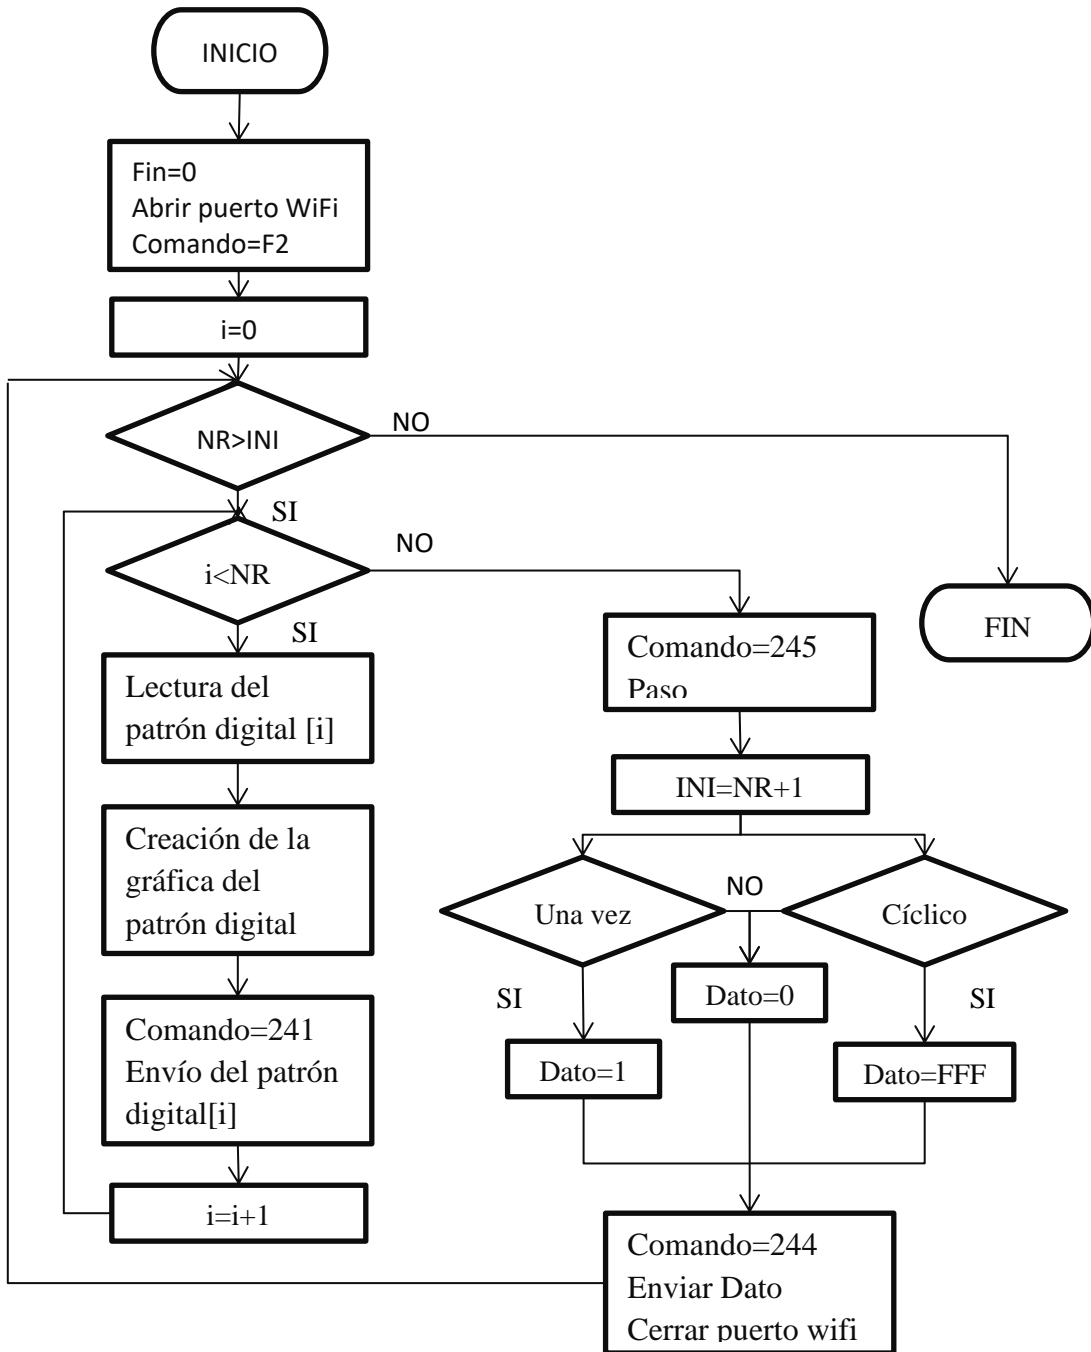 INICIO
Fin=0
Abrir puerto WiFi
Comando=F2
i=0
NR>INI
NO
SI
i<NR
NO
SI
FIN
Lectura del
patrón digital [i]
Creación de la
gráfica del
patrón digital
Comando=241
Envío del patrón
digital[i]
i=i+1
Comando=245
Paso
INI=NR+1
Una vez
NO
Cíclico
SI
Dato=0
SI
Dato=1
Dato=FFF
Comando=244
Enviar Dato
Cerrar puerto wifi